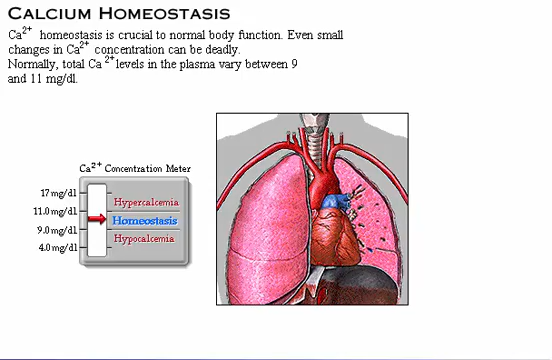 CALCIUM HOMEOSTASIS
Ca2+ homeostasis is crucial to normal body function. Even small
changes in Ca2+ concentration can be deadly.
Normally, total Ca 2+levels in the plasma vary between 9
and 11 mg/dl.
Ca2+ Concentration Meter
17 mg/dl
Hypercalcemia
11.0 mg/dl
Homeostasis
9.0 mg/dl
Hypocalcemia
4.0 mg/dl